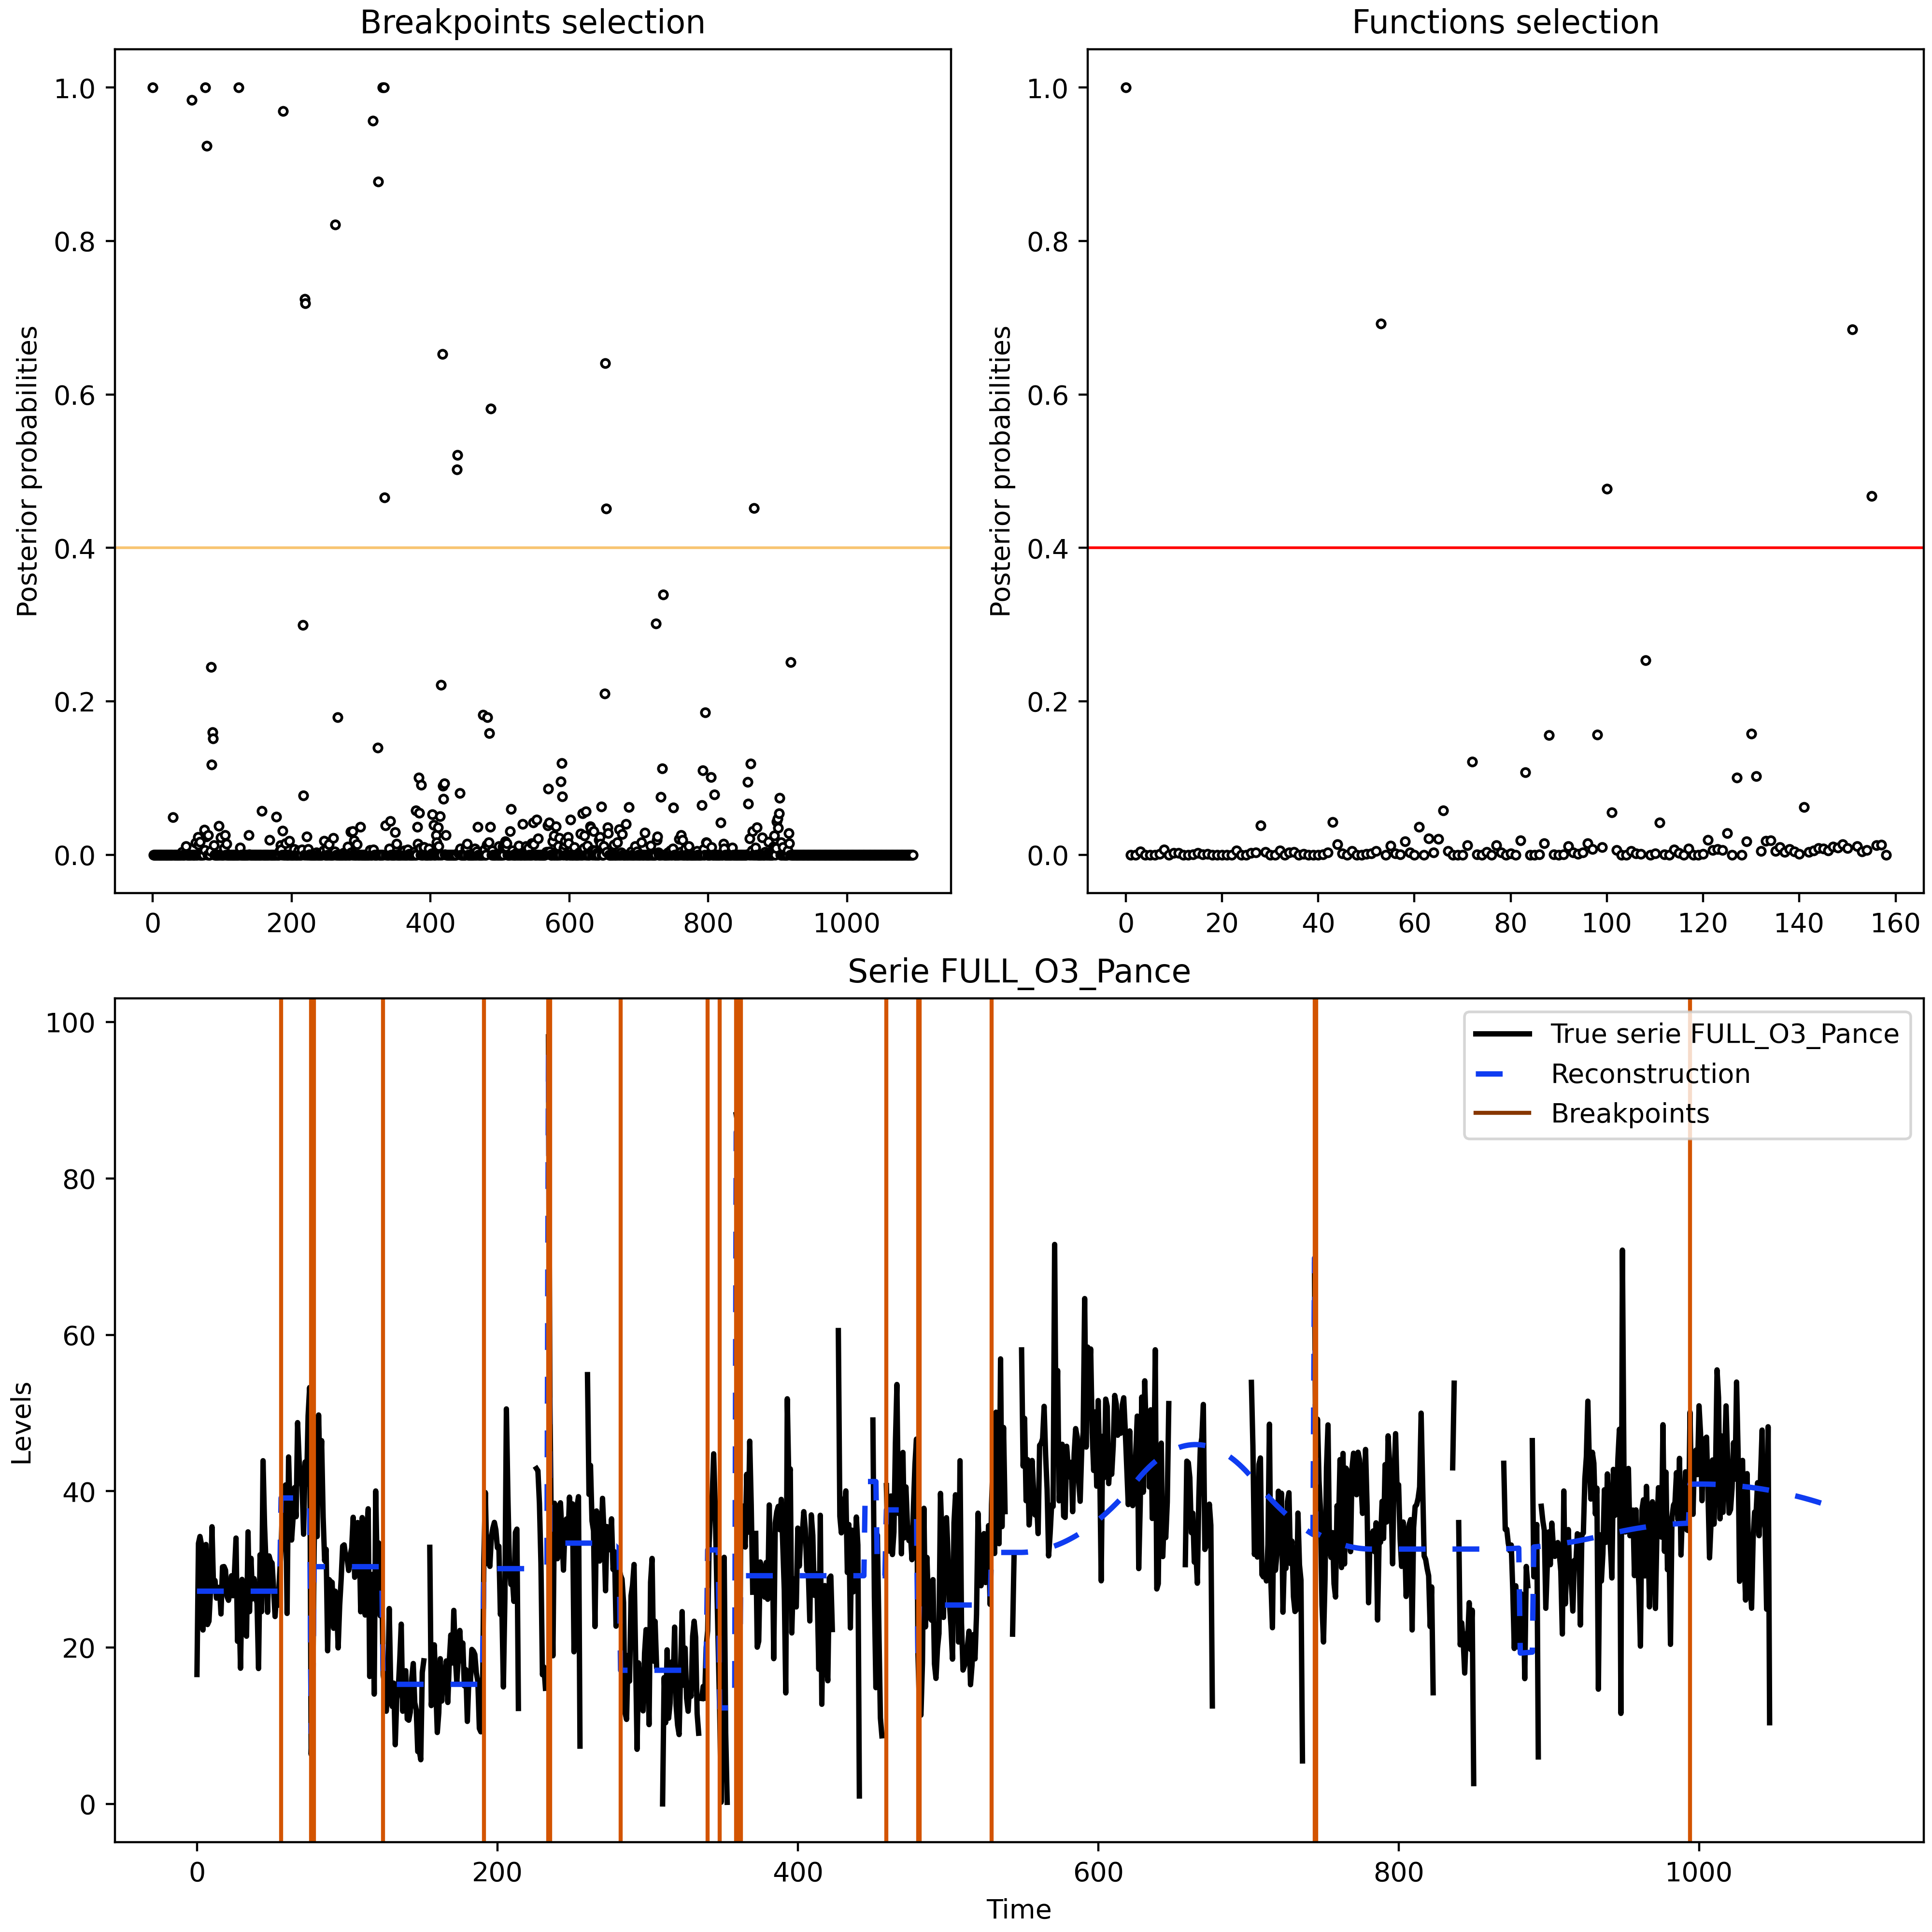 Breakpoints selection
Posterior probabilities
1.0
0.8
0.6
0.4
0.2
0.0
0 200 400 600 800 1000
Functions selection
Posterior probabilities
1.0
0.8
0.6
0.4
0.2
0.0
0 20 40 60 80 100 120 140 160
Serie FULL_O3_Pance
Levels
100
80
60
40
20
0
True serie FULL_O3_Pance
Reconstruction
Breakpoints
0 200 400 600 800 1000
Time